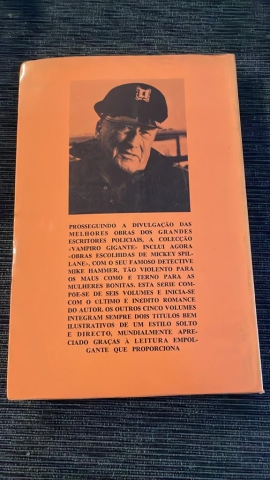 PROSSEGUINDO A DIVULGAÇÃO DAS
MELHORES OBRAS DOS GRANDES
ESCRITORES POLICIAIS, A COLECÇÃO
«VAMPIRO GIGANTE» INCLUI AGORA
«OBRAS ESCOLHIDAS DE MICKEY SPIL-
LANE», COM O SEU FAMOSO DETECTIVE
MIKE HAMMER, TÃO VIOLENTO PARA
OS MAUS COMO É TERNO PARA AS
MULHERES BONITAS. ESTA SÉRIE COM-
PÕE-SE DE SEIS VOLUMES E INICIA-SE
COM O ÚLTIMO E INÉDITO ROMANCE
DO AUTOR. OS OUTROS CINCO VOLUMES
INTEGRAM SEMPRE DOIS TÍTULOS BEM
ILUSTRATIVOS DE UM ESTILO SOLTO
E DIRECTO, MUNDIALMENTE APRE-
CIADO GRAÇAS À LEITURA EMPOL-
GANTE QUE PROPORCIONA